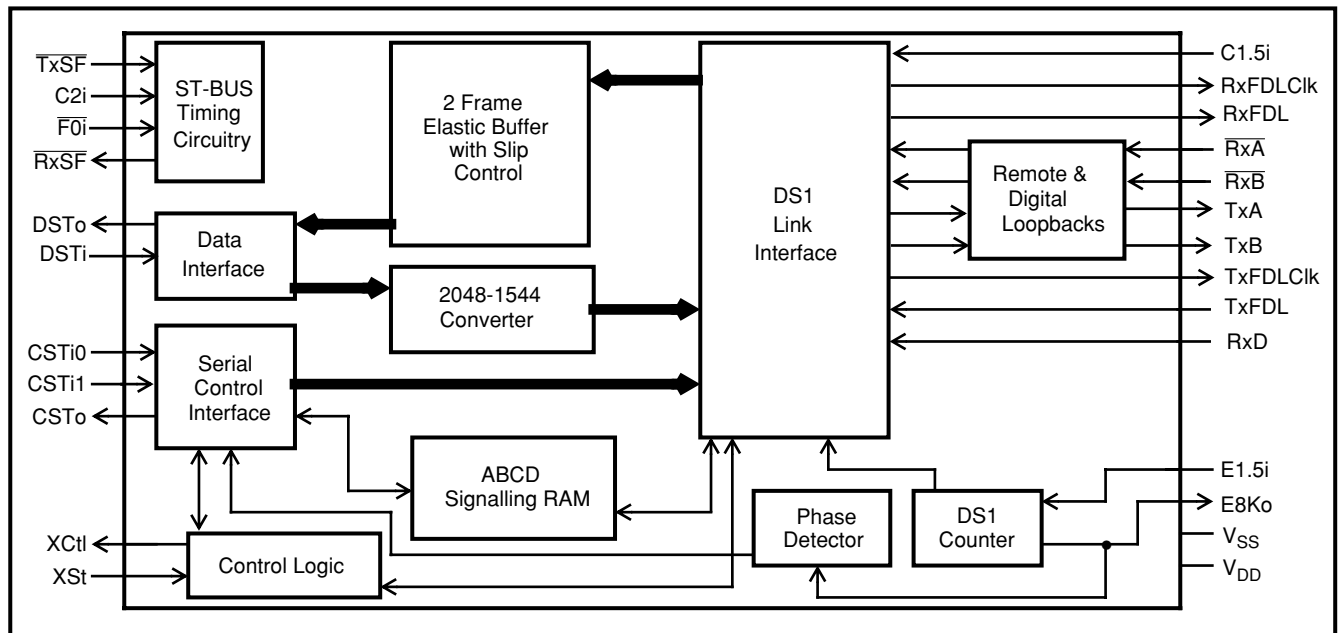 TxSF
C2i
F0i
RxSF
DSTo
DSTi
CSTi0
CSTi1
CSTo
XCtl
XSt
ST-BUS
Timing
Circuitry
Data
Interface
Serial
Control
Interface
Control Logic
2 Frame
Elastic Buffer
with Slip
Control
2048-1544
Converter
ABCD
Signalling RAM
DS1
Link
Interface
Phase
Detector
DS1
Counter
Remote &
Digital
Loopbacks
C1.5i
RxFDLClk
RxFDL
RxA
RxB
TxA
TxB
TxFDLClk
TxFDL
RxD
E1.5i
E8Ko
VSS
VDD